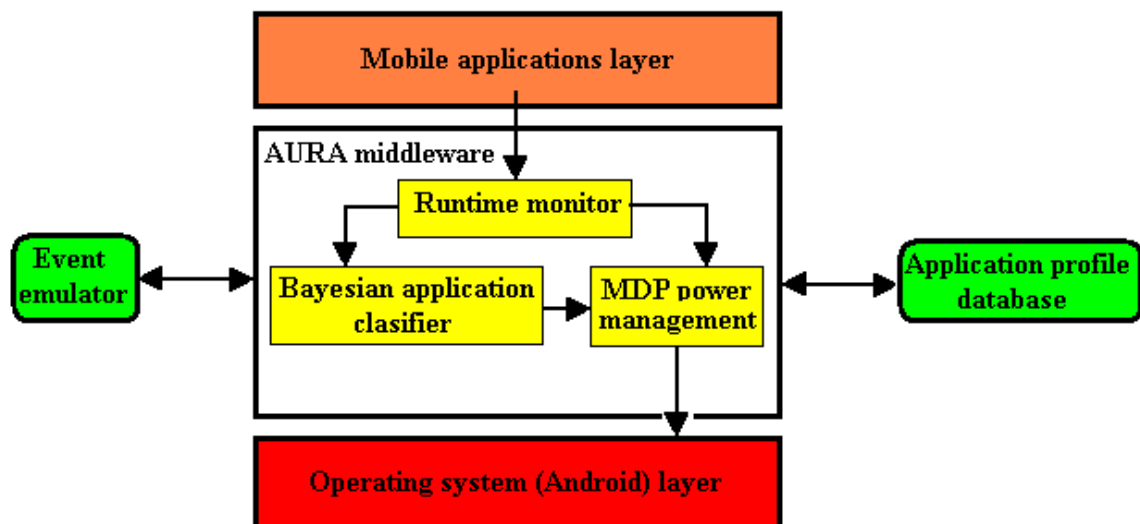 Mobile applications layer
AURA middleware
Runtime monitor
Event
emulator
Bayesian application
clasifier
MDP power
management
Application profile
database
Operating system (Android) layer